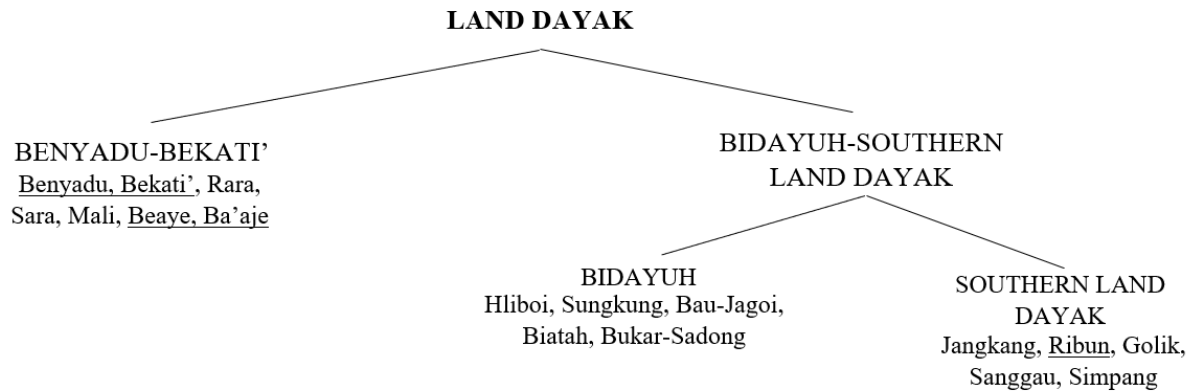 LAND DAYAK
BENYADU-BEKATI’
Benyadu, Bekati’, Rara,
Sara, Mali, Beaye, Ba’aje
BIDAYUH-SOUTHERN
LAND DAYAK
BIDAYUH
Hliboi, Sungkung, Bau-Jagoi,
Biatah, Bukar-Sadong
SOUTHERN LAND
DAYAK
Jangkang, Ribun, Golik,
Sanggau, Simpang